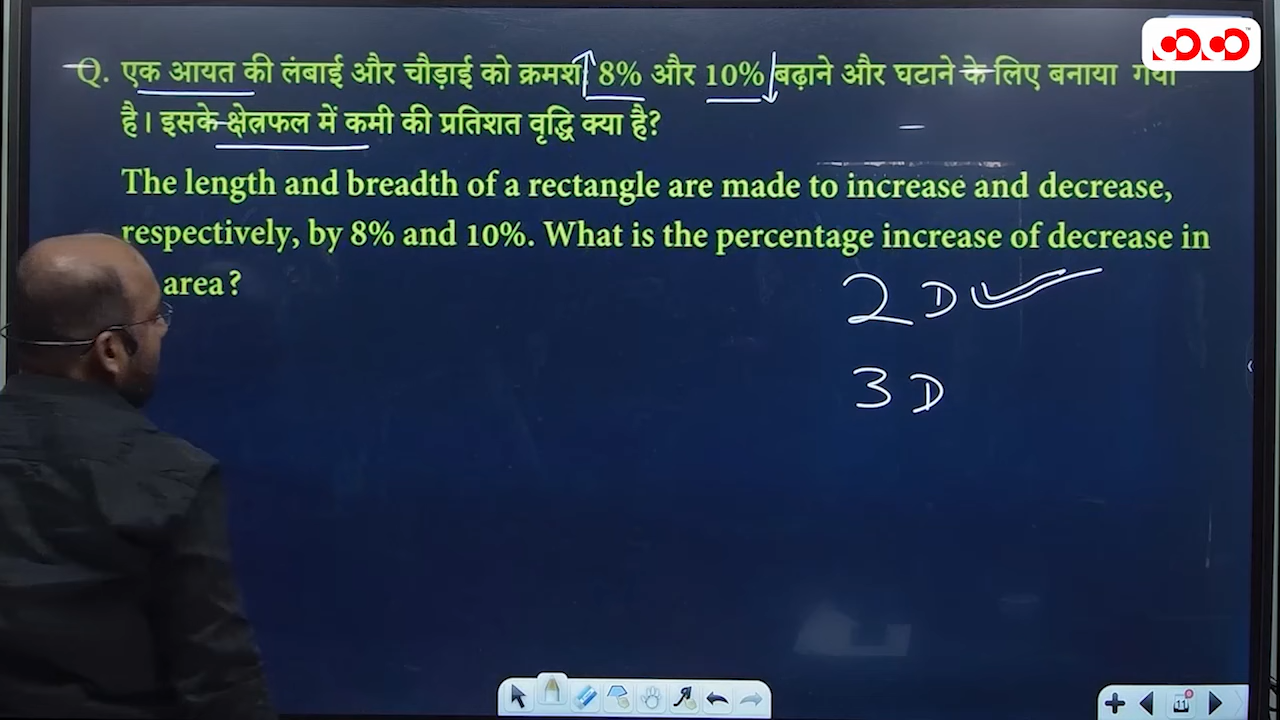 Q. एक आयत की लंबाई और चौड़ाई को क्रमश 8% और 10% बढ़ाने और घटाने के लिए बनाया गया
है। इसके क्षेत्रफल में कमी की प्रतिशत वृद्धि क्या है?
The length and breadth of a rectangle are made to increase and decrease,
respectively, by 8% and 10%. What is the percentage increase of decrease in
area?
2D
3D
11